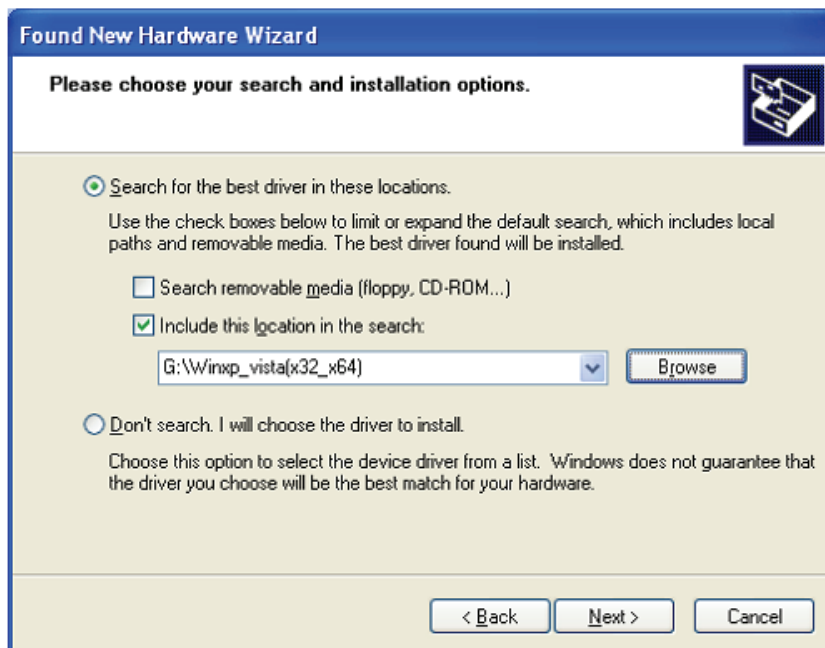 Found New Hardware Wizard
Please choose your search and installation options.
Search for the best driver in these locations.
Use the check boxes below to limit or expand the default search, which includes local
paths and removable media. The best driver found will be installed.
Search removable media (floppy, CD-ROM...)
Include this location in the search:
G:\Winxp_vista(x32_x64)
Browse
Don't search. I will choose the driver to install.
Choose this option to select the device driver from a list.  Windows does not guarantee that
the driver you choose will be the best match for your hardware.
< Back
Next >
Cancel